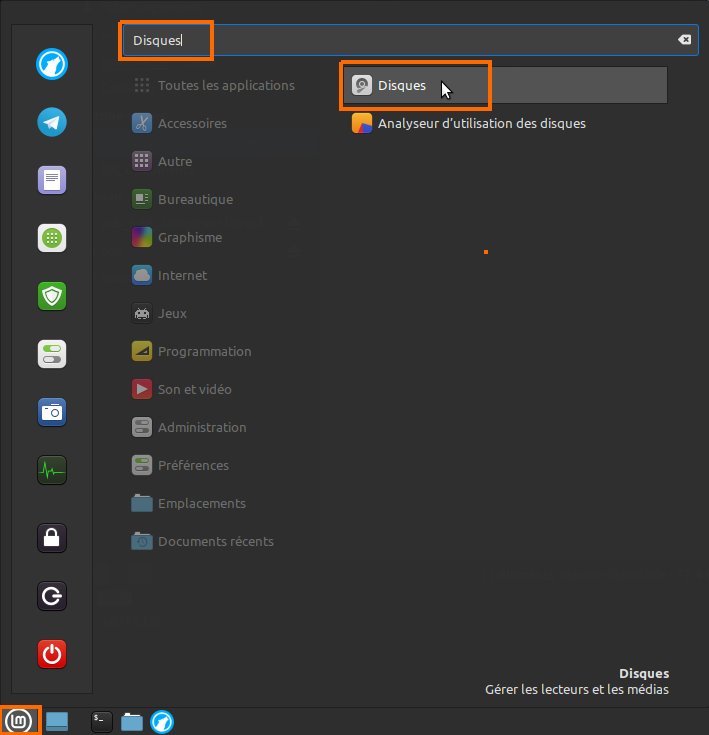 Disques
Toutes les applications
Accessoires
Autre
Bureautique
Graphisme
Internet
Jeux
Programmation
Son et vidéo
Administration
Préférences
Emplacements
Documents récents
Disques
Analyseur d'utilisation des disques
Disques
Gérer les lecteurs et les médias